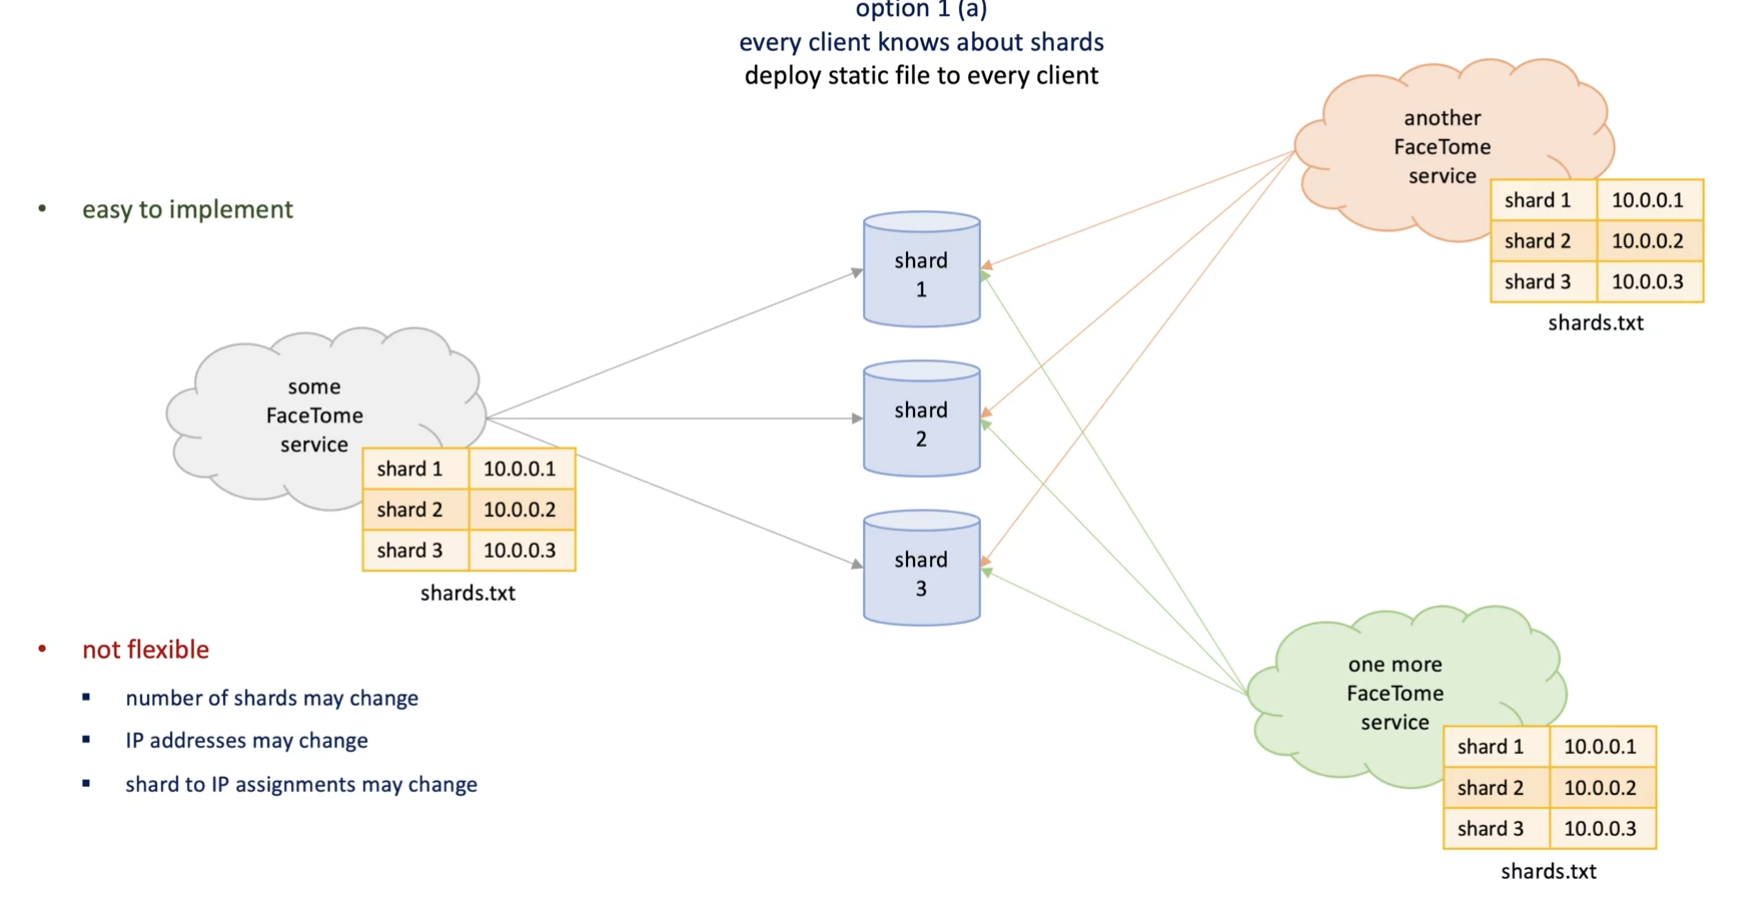 option 1 (a)
every client knows about shards
deploy static file to every client
• easy to implement
another
FaceTome
service
shard 1 10.0.0.1
shard 2 10.0.0.2
shard 3 10.0.0.3
shards.txt
shard
1
shard
2
shard
3
some
FaceTome
service
shard 1 10.0.0.1
shard 2 10.0.0.2
shard 3 10.0.0.3
shards.txt
• not flexible
▪ number of shards may change
▪ IP addresses may change
▪ shard to IP assignments may change
one more
FaceTome
service
shard 1 10.0.0.1
shard 2 10.0.0.2
shard 3 10.0.0.3
shards.txt